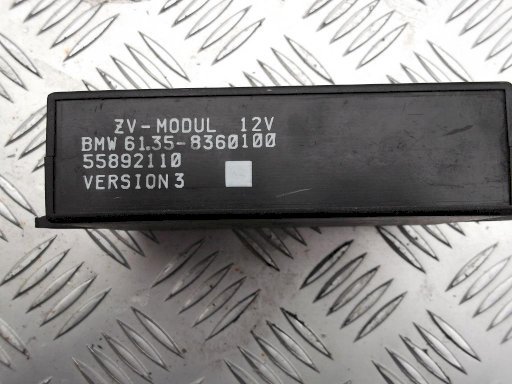 ZV-MODUL 12V
BMW 61.35-8360100
55892110
VERSION 3